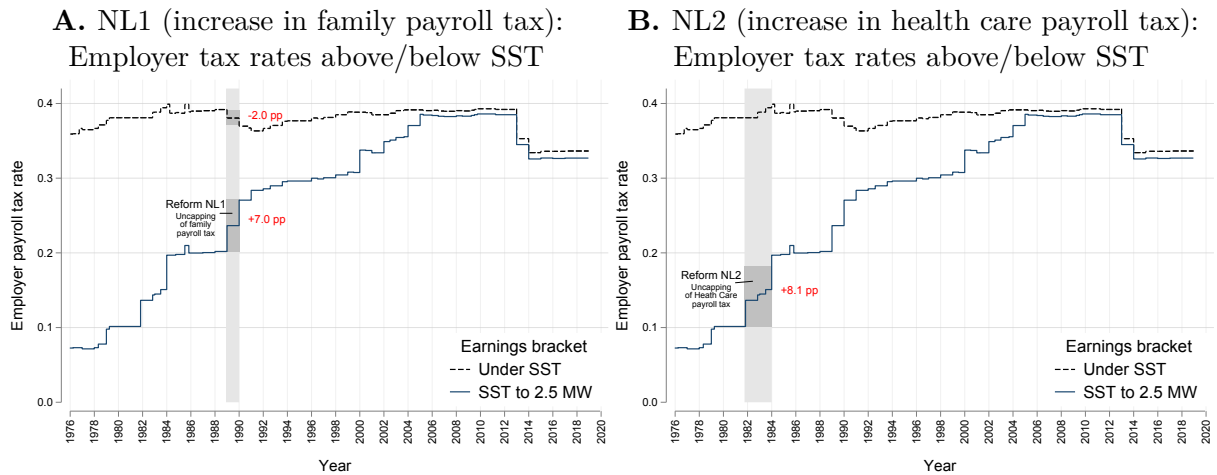 A. NL1 (increase in family payroll tax):
Employer tax rates above/below SST
Employer payroll tax rate
0.4
0.3
0.2
0.1
0.0
-2.0 pp
Reform NL1
Uncapping
of family
payroll tax
+7.0 pp
Earnings bracket
Under SST
SST to 2.5 MW
1976 1978 1980 1982 1984 1986 1988 1990 1992 1994 1996 1998 2000 2002 2004 2006 2008 2010 2012 2014 2016 2018 2020
Year
B. NL2 (increase in health care payroll tax):
Employer tax rates above/below SST
Employer payroll tax rate
0.4
0.3
0.2
0.1
0.0
Reform NL2
Uncapping
of Heath Care
payroll tax
+8.1 pp
Earnings bracket
Under SST
SST to 2.5 MW
1976 1978 1980 1982 1984 1986 1988 1990 1992 1994 1996 1998 2000 2002 2004 2006 2008 2010 2012 2014 2016 2018 2020
Year